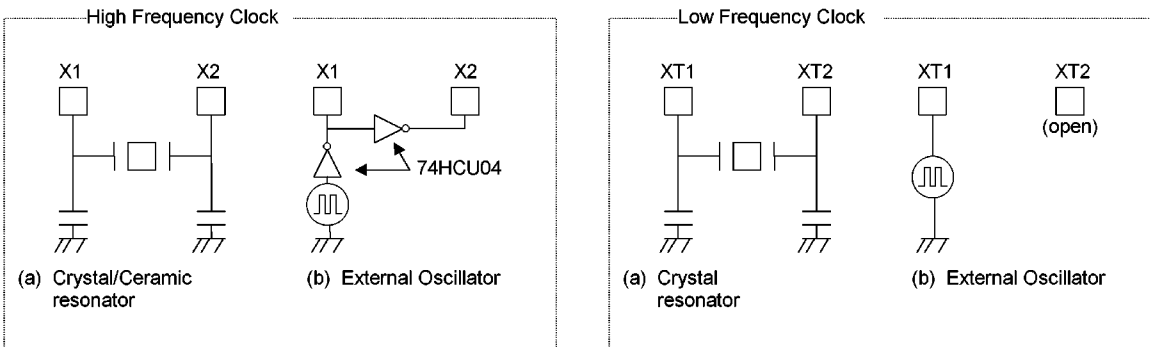 High Frequency Clock
X1
X2
X1
X2
74HCU04
(a) Crystal/Ceramic
resonator
(b) External Oscillator
Low Frequency Clock
XT1
XT2
XT1
XT2
(open)
(a) Crystal
resonator
(b) External Oscillator